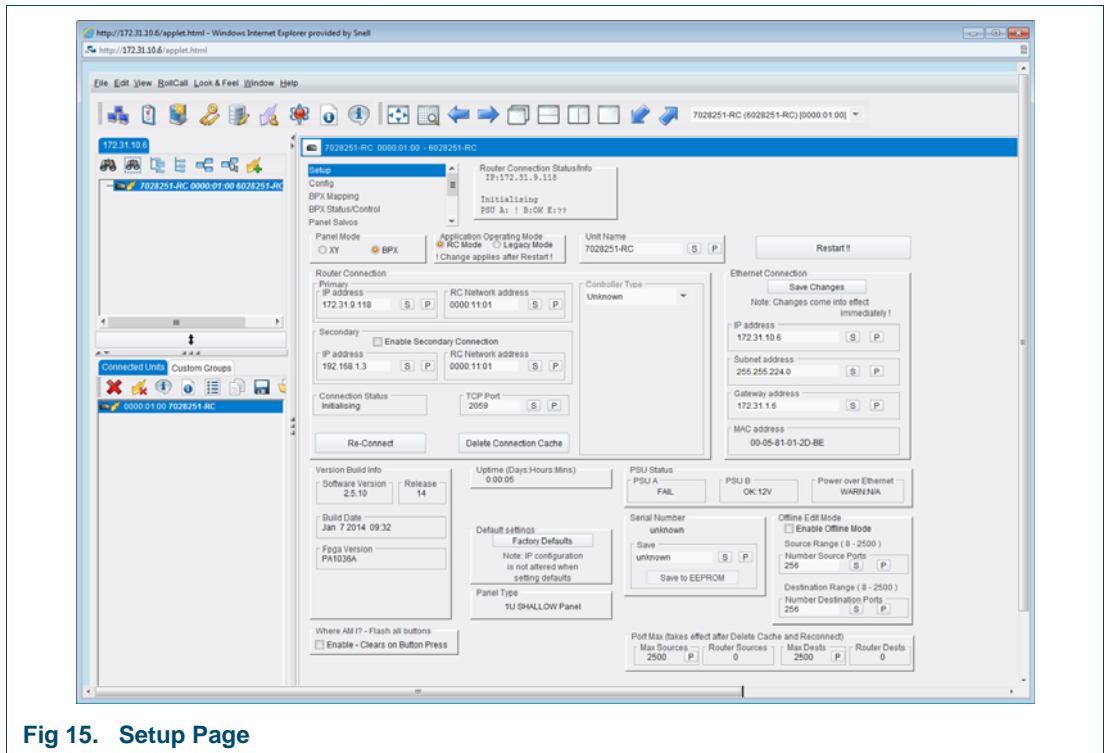 http://172.31.10.6/applet.html - Windows Internet Explorer provided by Snell
http://172.31.10.6/applet.html
File Edit View RollCall Look & Feel Window Help
7028251-RC (6028251-RC) [0000:01:00]
172.31.10.6
7028251-RC 0000:01:00 6028251-RC
7028251-RC 0000:01:00 - 6028251-RC
Setup
Config
BPX Mapping
BPX Status/Control
Panel Salvos
Router Connection Status/Info
IP:172.31.9.118
Initialising
PSU A: ! B:OK E:??
Panel Mode
XY
BPX
Application Operating Mode
RC Mode
Legacy Mode
! Change applies after Restart !
Unit Name
7028251-RC
S P
Restart !!
Router Connection
Primary
IP address
172.31.9.118
S P
RC Network address
0000:11:01
S P
Secondary
Enable Secondary Connection
IP address
192.168.1.3
S P
RC Network address
0000:11:01
S P
Connection Status
Initialising
TCP Port
2059
S P
Re-Connect
Delete Connection Cache
Controller Type
Unknown
Ethernet Connection
Save Changes
Note: Changes come into effect
immediately !
IP address
172.31.10.6
S P
Subnet address
255.255.224.0
S P
Gateway address
172.31.1.6
S P
MAC address
00-05-81-01-2D-BE
Connected Units
Custom Groups
0000:01:00 7028251-RC
Version Build Info
Software Version
2.5.10
Release
14
Build Date
Jan 7 2014 09:32
Fpga Version
PA1036A
Uptime (Days:Hours:Mins)
0:00:05
Default settings
Factory Defaults
Note: IP configuration
is not altered when
setting defaults
Panel Type
1U SHALLOW Panel
PSU Status
PSU A
FAIL
PSU B
OK:12V
Power over Ethernet
WARN:N/A
Serial Number
unknown
Save
unknown
S P
Save to EEPROM
Offline Edit Mode
Enable Offline Mode
Source Range ( 8 - 2500 )
Number Source Ports
256
S P
Destination Range ( 8 - 2500 )
Number Destination Ports
256
S P
Where AM I? - Flash all buttons
Enable - Clears on Button Press
Port Max (takes effect after Delete Cache and Reconnect)
Max Sources
2500
P
Router Sources
0
Max Dests
2500
P
Router Dests
0
Fig 15. Setup Page